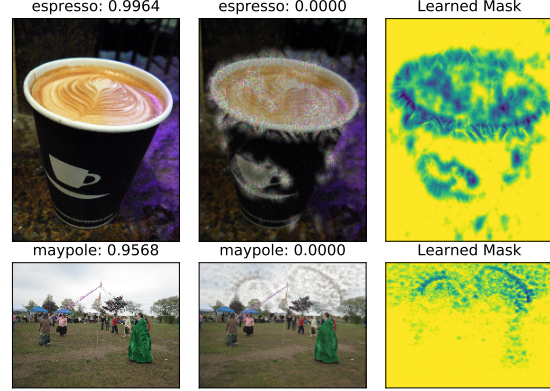 espresso: 0.9964
espresso: 0.0000
Learned Mask
maypole: 0.9568
maypole: 0.0000
Learned Mask